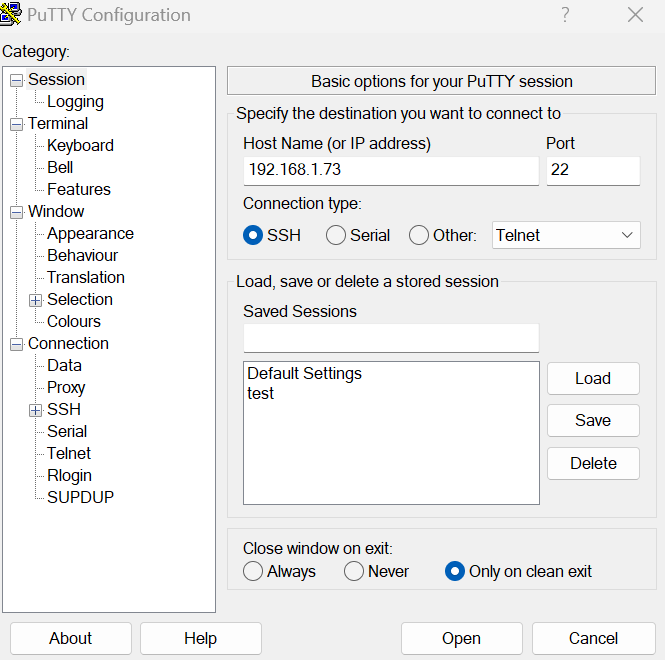 PuTTY Configuration ?
Category:
Session
Logging
Terminal
Keyboard
Bell
Features
Window
Appearance
Behaviour
Translation
Selection
Colours
Connection
Data
Proxy
SSH
Serial
Telnet
Rlogin
SUPDUP
Basic options for your PuTTY session
Specify the destination you want to connect to
Host Name (or IP address) Port
192.168.1.73 22
Connection type:
SSH Serial Other: Telnet
Load, save or delete a stored session
Saved Sessions
Default Settings
test
Load
Save
Delete
Close window on exit:
Always Never Only on clean exit
About Help Open Cancel